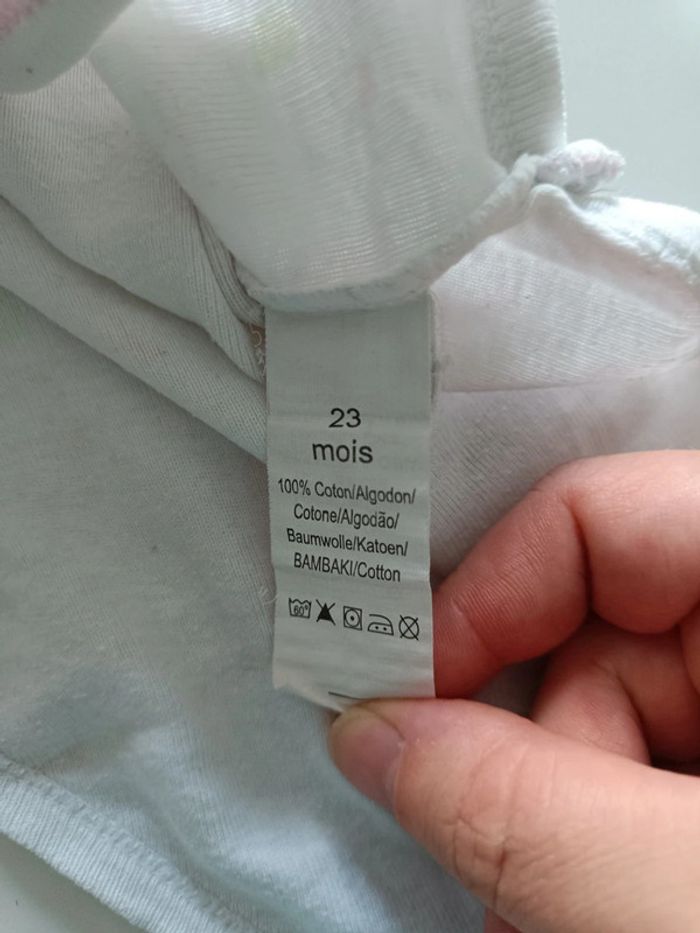 23
mois
100% Coton/Algodon/
Cotone/Algodão/
Baumwolle/Katoen/
BAMBAKI/Cotton
60°